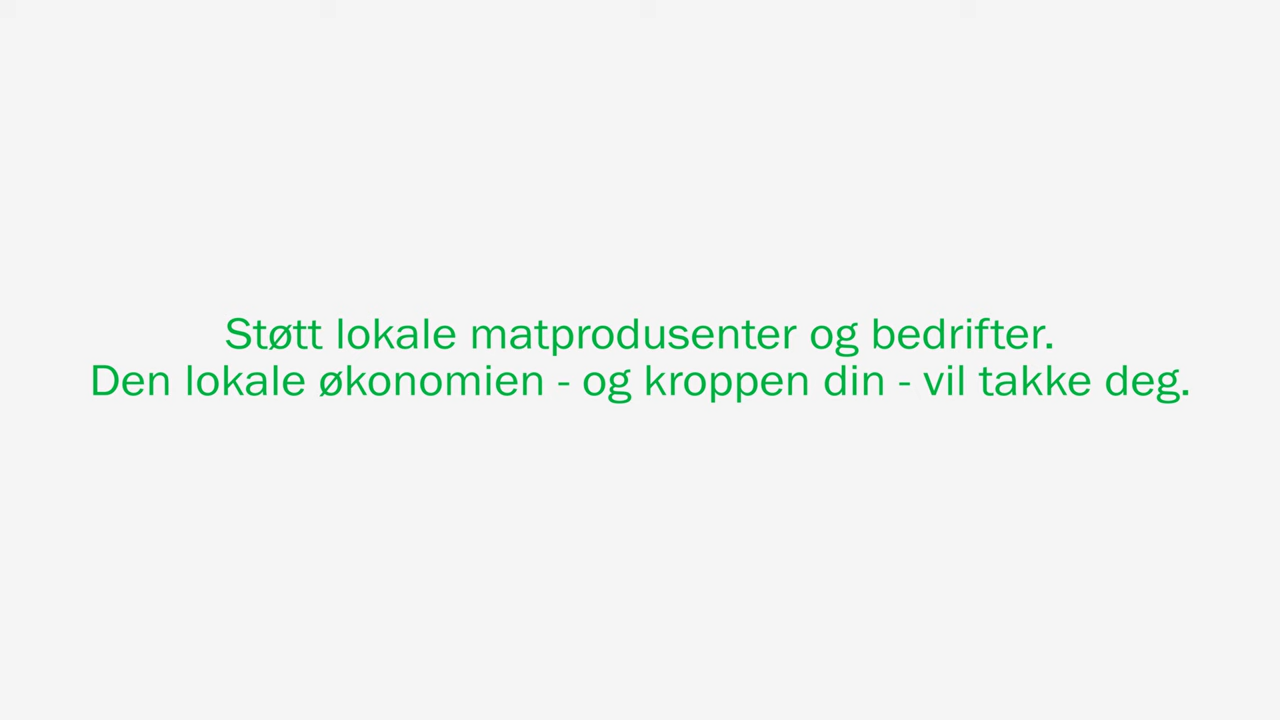 Støtt lokale matprodusenter og bedrifter.
Den lokale økonomien - og kroppen din - vil takke deg.